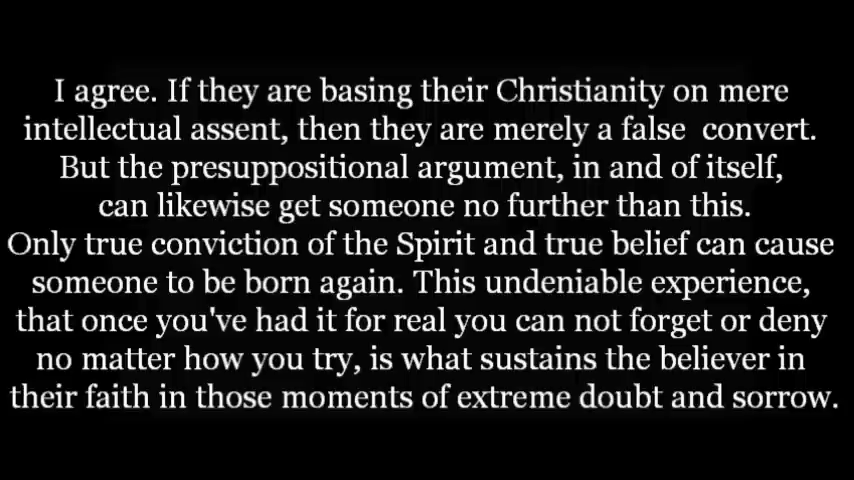 I agree. If they are basing their Christianity on mere
intellectual assent, then they are merely a false  convert.
But the presuppositional argument, in and of itself,
can likewise get someone no further than this.
Only true conviction of the Spirit and true belief can cause
someone to be born again. This undeniable experience,
that once you've had it for real you can not forget or deny
no matter how you try, is what sustains the believer in
their faith in those moments of extreme doubt and sorrow.